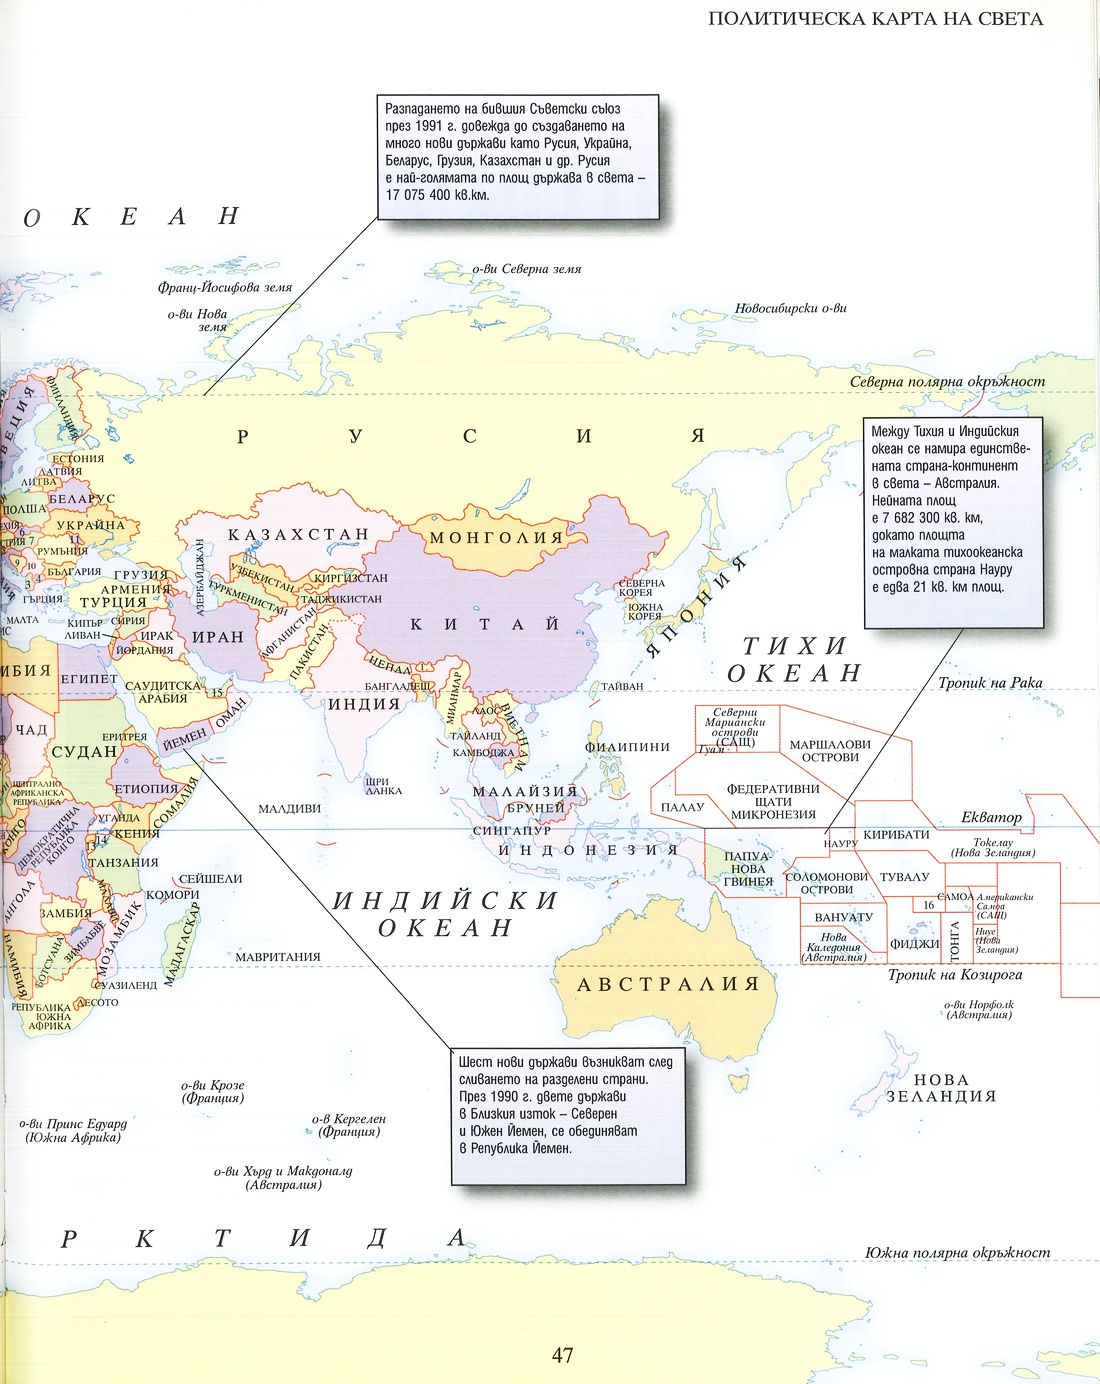 ПОЛИТИЧЕСКА КАРТА НА СВЕТА
Разпадането на бившия Съветски съюз
през 1991 г. довежда до създаването на
много нови държави като Русия, Украйна,
Беларус, Грузия, Казахстан и др. Русия
е най-голямата по площ държава в света –
17 075 400 кв.км.
ОКЕАН
о-ви Северна земя
Франц-Йосифова земя
о-ви Нова
земя
Новосибирски о-ви
Северна полярна окръжност
Между Тихия и Индийския
океан се намира единстве-
ната страна-континент
в света – Австралия.
Нейната площ
е 7 682 300 кв. км,
докато площта
на малката тихоокеанска
островна страна Науру
е едва 21 кв. км площ.
РУСИЯ
ФИНЛАНДИЯ
ЕСТОНИЯ
ЛАТВИЯ
ЛИТВА
БЕЛАРУС
ПОЛША
УКРАЙНА
6
7
11
РУМЪНИЯ
9
10
БЪЛГАРИЯ
3
4
ГЪРЦИЯ
КАЗАХСТАН
МОНГОЛИЯ
ГРУЗИЯ
АРМЕНИЯ
ТУРЦИЯ
АЗЕРБАЙДЖАН
УЗБЕКИСТАН
КИРГИЗСТАН
ТУРКМЕНИСТАН
ТАДЖИКИСТАН
СЕВЕРНА
КОРЕЯ
ЮЖНА
КОРЕЯ
ЯПОНИЯ
КИТАЙ
МАЛТА
КИПЪР
СИРИЯ
ЛИВАН
ИРАК
ИРАН
ЙОРДАНИЯ
АФГАНИСТАН
ПАКИСТАН
НЕПАЛ
1
БАНГЛАДЕШ
ТИХИ
ОКЕАН
Тропик на Рака
ЕГИПЕТ
САУДИТСКА
АРАБИЯ
15
ОМАН
ИНДИЯ
МИАНМАР
ЛАОС
ВИЕТНАМ
ТАЙЛАНД
КАМБОДЖА
ТАЙВАН
ФИЛИПИНИ
ЧАД
СУДАН
ЕРИТРЕЯ
ЙЕМЕН
Северни
Мариански
острови
(САЩ)
Гуам
МАРШАЛОВИ
ОСТРОВИ
ЦЕНТРАЛНО
АФРИКАНСКА
РЕПУБЛИКА
ЕТИОПИЯ
СОМАЛИЯ
ШРИ
ЛАНКА
МАЛДИВИ
МАЛАЙЗИЯ
БРУНЕЙ
СИНГАПУР
ПАЛАУ
ФЕДЕРАТИВНИ
ЩАТИ
МИКРОНЕЗИЯ
Екватор
КОНГО
ДЕМОКРАТИЧНА
РЕПУБЛИКА
КОНГО
УГАНДА
КЕНИЯ
13
14
ТАНЗАНИЯ
ИНДОНЕЗИЯ
НАУРУ
КИРИБАТИ
Токелау
(Нова Зеландия)
ПАПУА-
НОВА
ГВИНЕЯ
СОЛОМОНОВИ
ОСТРОВИ
ТУВАЛУ
СЕЙШЕЛИ
КОМОРИ
САМОА
Американски
Самоа
(САЩ)
16
ЗАМБИЯ
ЗИМБАБВЕ
МОЗАМБИК
МАДАГАСКАР
НАМИБИЯ
БОТСУАНА
МАВРИТАНИЯ
ИНДИЙСКИ
ОКЕАН
ВАНУАТУ
Нова
Каледония
(Австралия)
ФИДЖИ
ТОНГА
Ниуе
(Нова
Зеландия)
Тропик на Козирога
АВСТРАЛИЯ
СУАЗИЛЕНД
ЛЕСОТО
РЕПУБЛИКА
ЮЖНА
АФРИКА
о-ви Норфолк
(Австралия)
НОВА
ЗЕЛАНДИЯ
Шест нови държави възникват след
сливането на разделени страни.
През 1990 г. двете държави
в Близкия изток – Северен
и Южен Йемен, се обединяват
в Република Йемен.
о-ви Крозе
(Франция)
о-ви Принс Едуард
(Южна Африка)
о-в Кергелен
(Франция)
о-ви Хърд и Макдоналд
(Австралия)
РКТИДА
Южна полярна окръжност
47